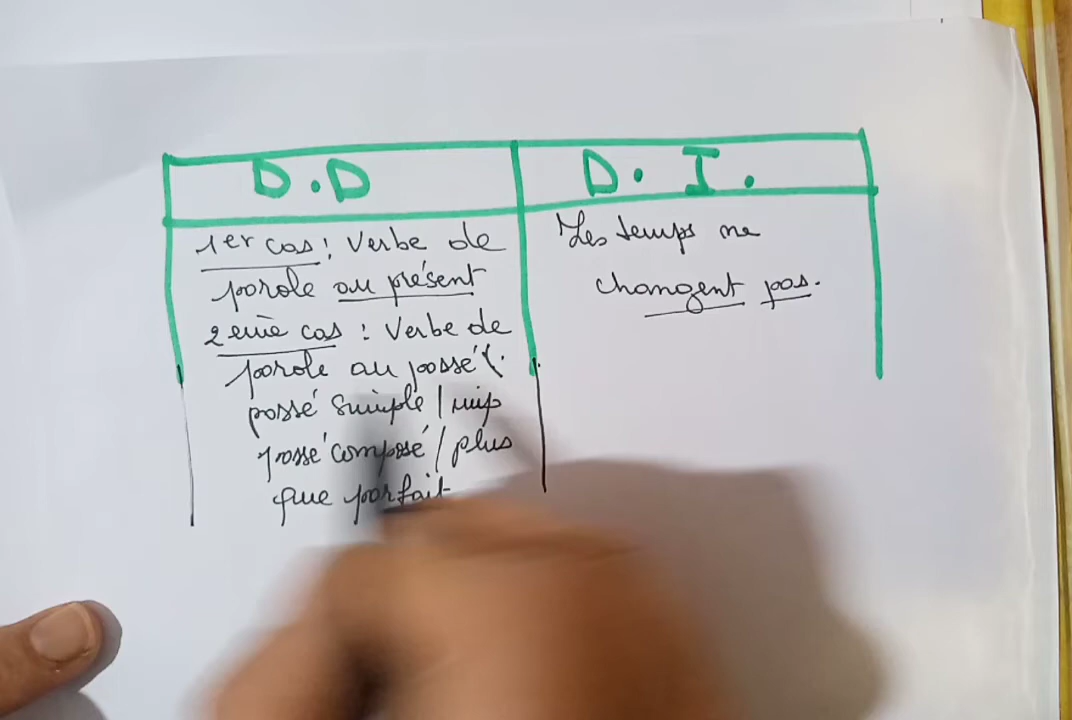 D.D
D. I.
1er cas : Verbe de
parole au présent
2emie cas : Verbe de
parole au passé (.
passé simple / imp
passé composé / plus
que parfait
Les temps ne
changent pas.